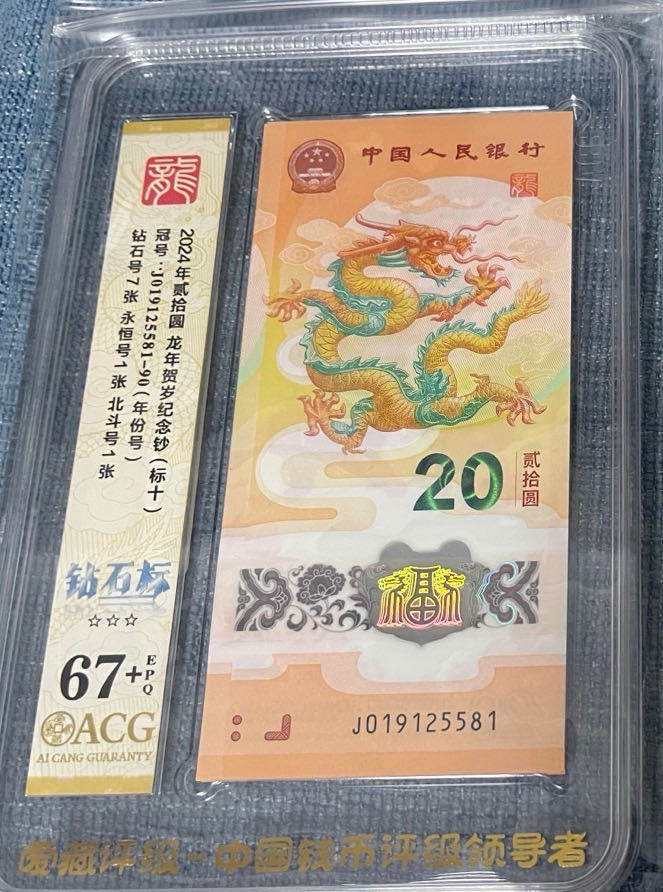 龍
2024年贰拾圆 龙年贺岁纪念钞(标十)
冠号:J019125581-90(年份号)
钻石号7张 永恒号1张 北斗号1张
钻石标
☆☆☆
67+
EPQ
ACG
AI CANG GUARANTY
中国人民银行
龍
20
贰拾圆
福
J019125581
爱藏评级-中国钱币评级领导者